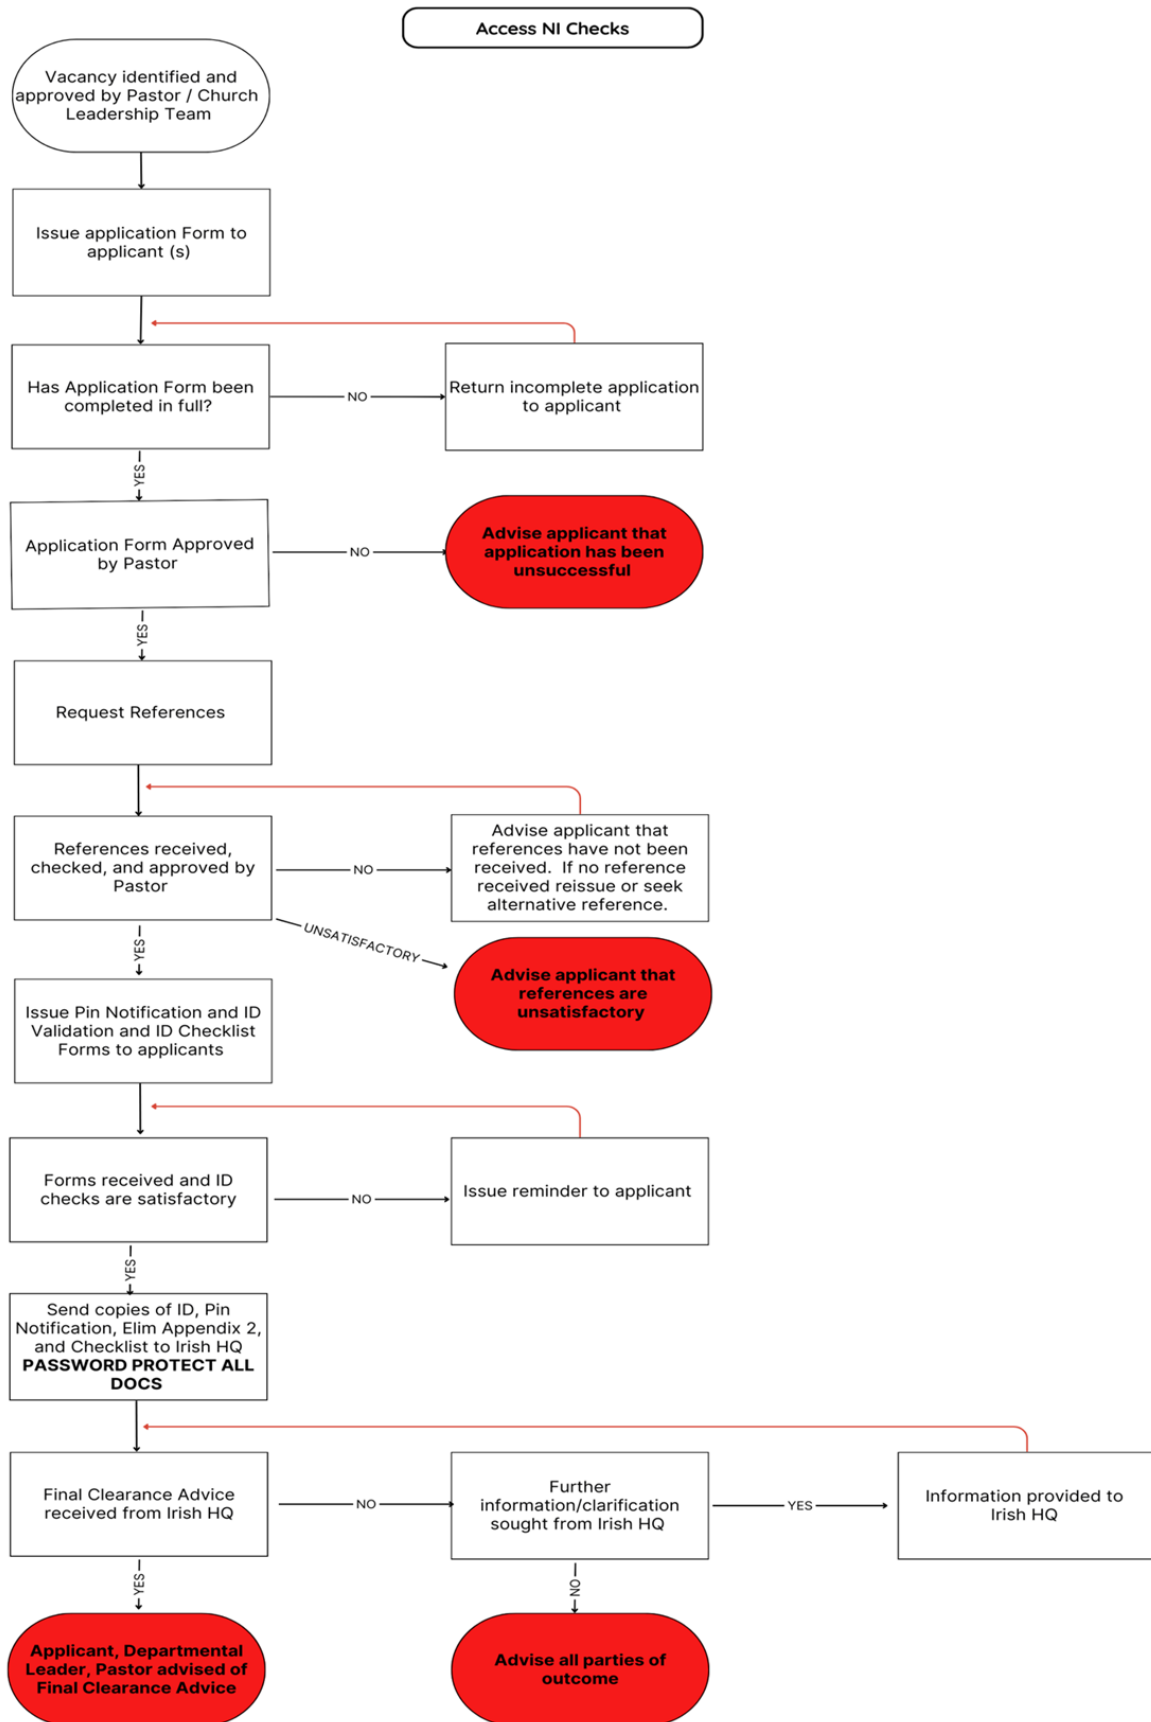 Access NI Checks
Vacancy identified and
approved by Pastor / Church
Leadership Team
Issue application Form to
applicant (s)
Has Application Form been
completed in full?
NO
Return incomplete application
to applicant
YES
Application Form Approved
by Pastor
NO
Advise applicant that
application has been
unsuccessful
YES
Request References
References received,
checked, and approved by
Pastor
NO
Advise applicant that
references have not been
received. If no reference
received reissue or seek
alternative reference.
UNSATISFACTORY
Advise applicant that
references are
unsatisfactory
YES
Issue Pin Notification and ID
Validation and ID Checklist
Forms to applicants
Forms received and ID
checks are satisfactory
NO
Issue reminder to applicant
YES
Send copies of ID, Pin
Notification, Elim Appendix 2,
and Checklist to Irish HQ
PASSWORD PROTECT ALL
DOCS
Final Clearance Advice
received from Irish HQ
NO
Further
information/clarification
sought from Irish HQ
YES
Information provided to
Irish HQ
YES
NO
Applicant, Departmental
Leader, Pastor advised of
Final Clearance Advice
Advise all parties of
outcome